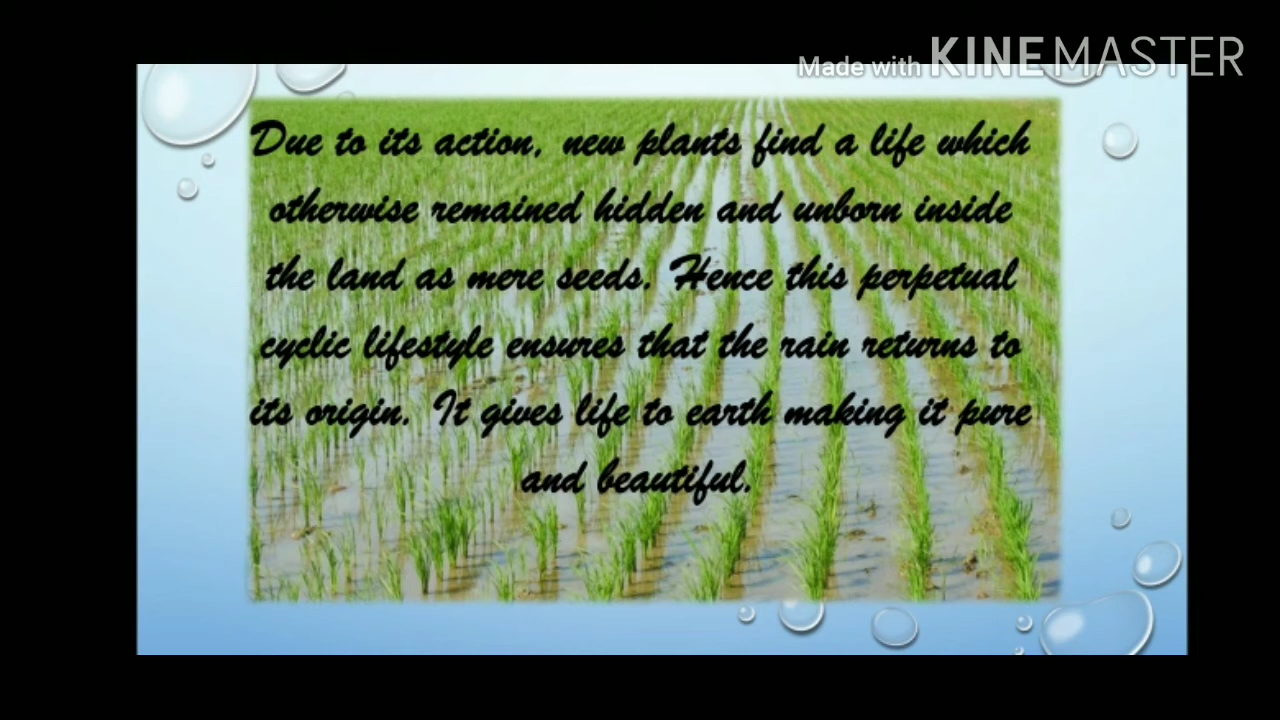 Made with KINEMASTER
Due to its action, new plants find a life which
otherwise remained hidden and unborn inside
the land as mere seeds. Hence this perpetual
cyclic lifestyle ensures that the rain returns to
its origin. It gives life to earth making it pure
and beautiful.